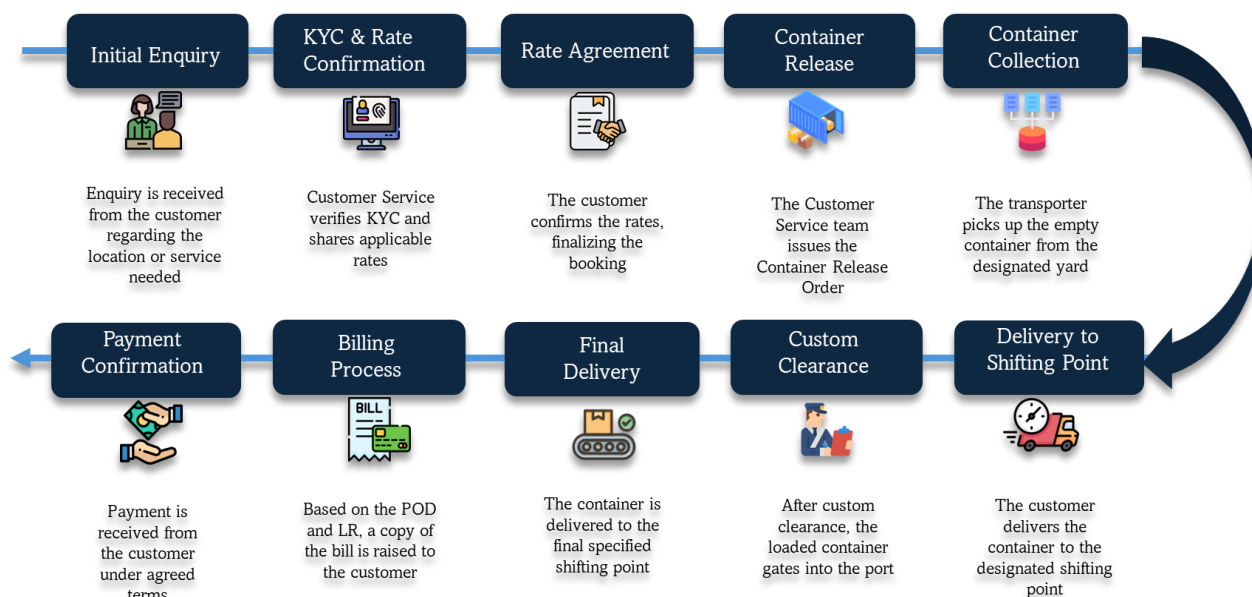 Initial Enquiry
KYC & Rate
Confirmation
Rate Agreement
Container
Release
Container
Collection
Enquiry is received
from the customer
regarding the
location or service
needed
Customer Service
verifies KYC and
shares applicable
rates
The customer
confirms the rates,
finalizing the
booking
The Customer
Service team
issues the
Container Release
Order
The transporter
picks up the empty
container from the
designated yard
Payment
Confirmation
Billing
Process
Final
Delivery
Custom
Clearance
Delivery to
Shifting Point
BILL
Payment is
received from
the customer
under agreed
terms
Based on the POD
and LR, a copy of
the bill is raised to
the customer
The container is
delivered to the
final specified
shifting point
After custom
clearance, the
loaded container
gates into the port
The customer
delivers the
container to the
designated shifting
point